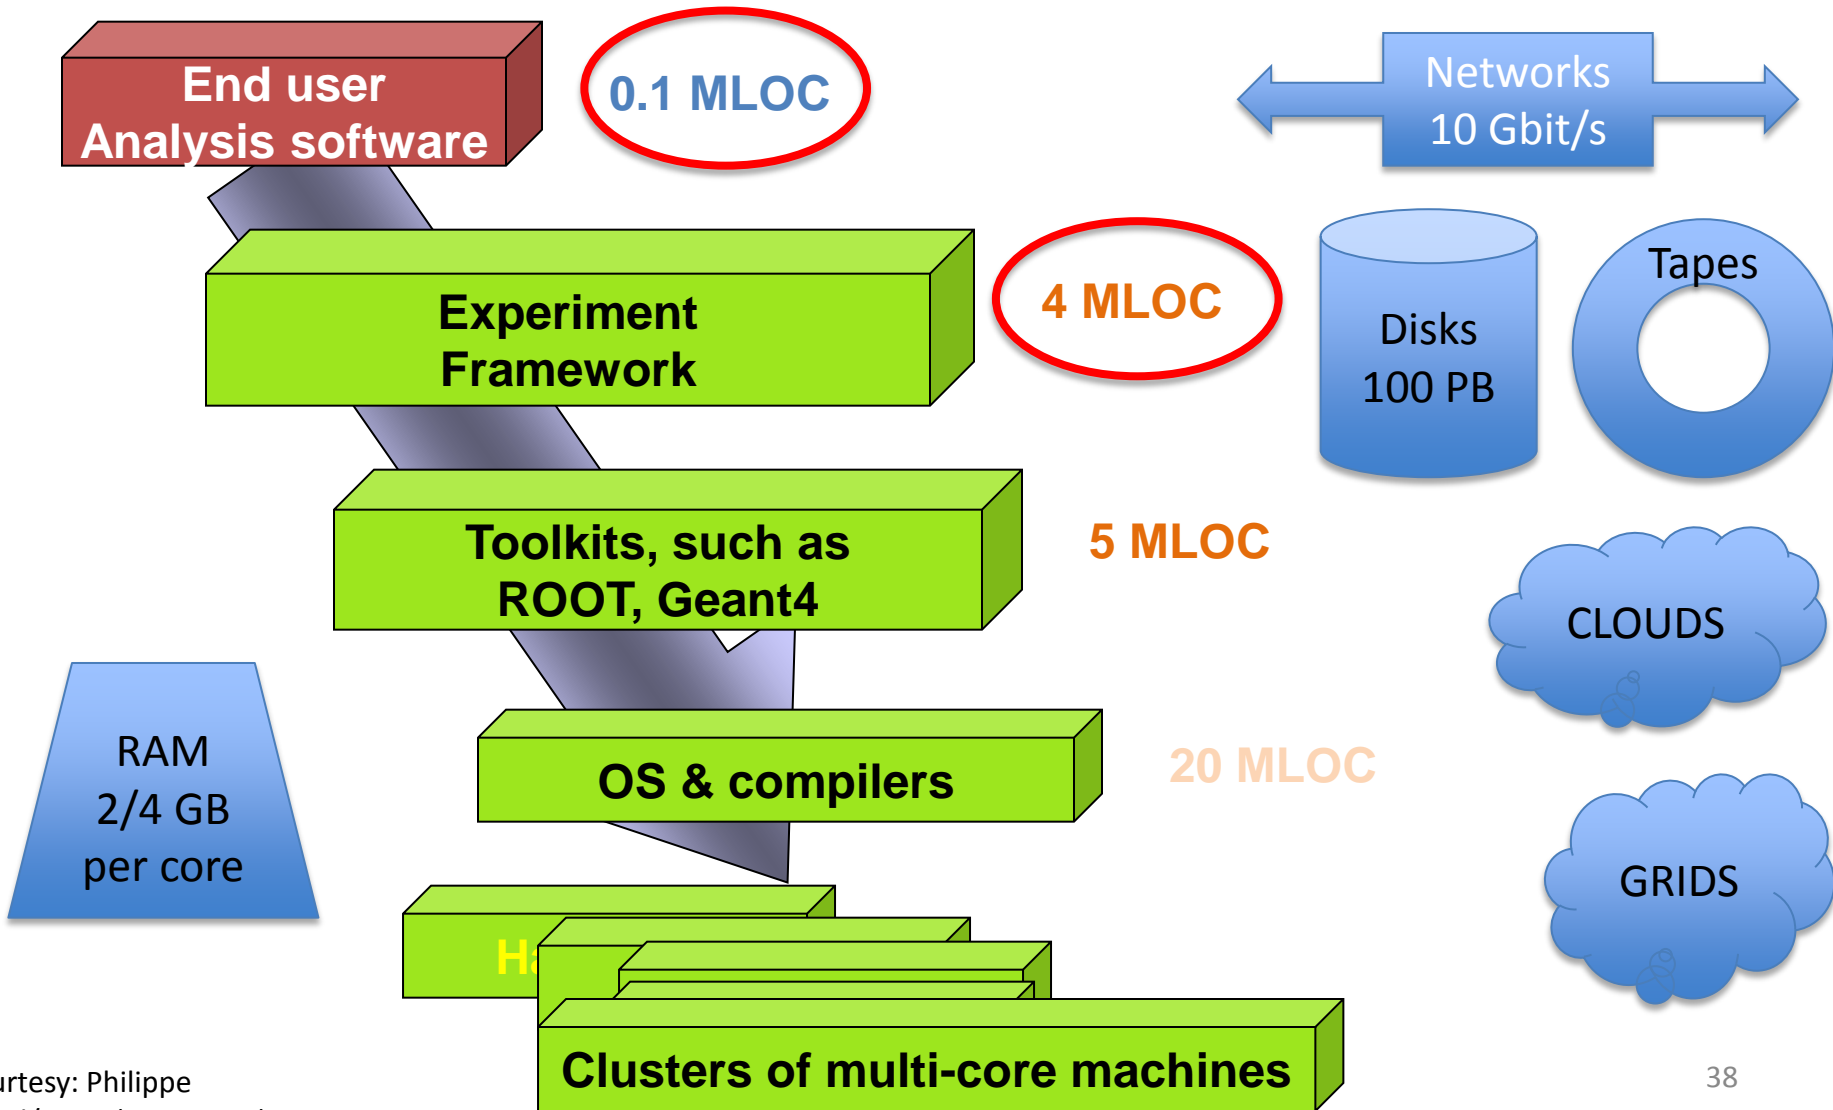 End user
Analysis software
0.1 MLOC
Networks
10 Gbit/s
Experiment
Framework
4 MLOC
Disks
100 PB
Tapes
Toolkits, such as
ROOT, Geant4
5 MLOC
CLOUDS
RAM
2/4 GB
per core
OS & compilers
20 MLOC
GRIDS
Clusters of multi-core machines
urtesy: Philippe
38